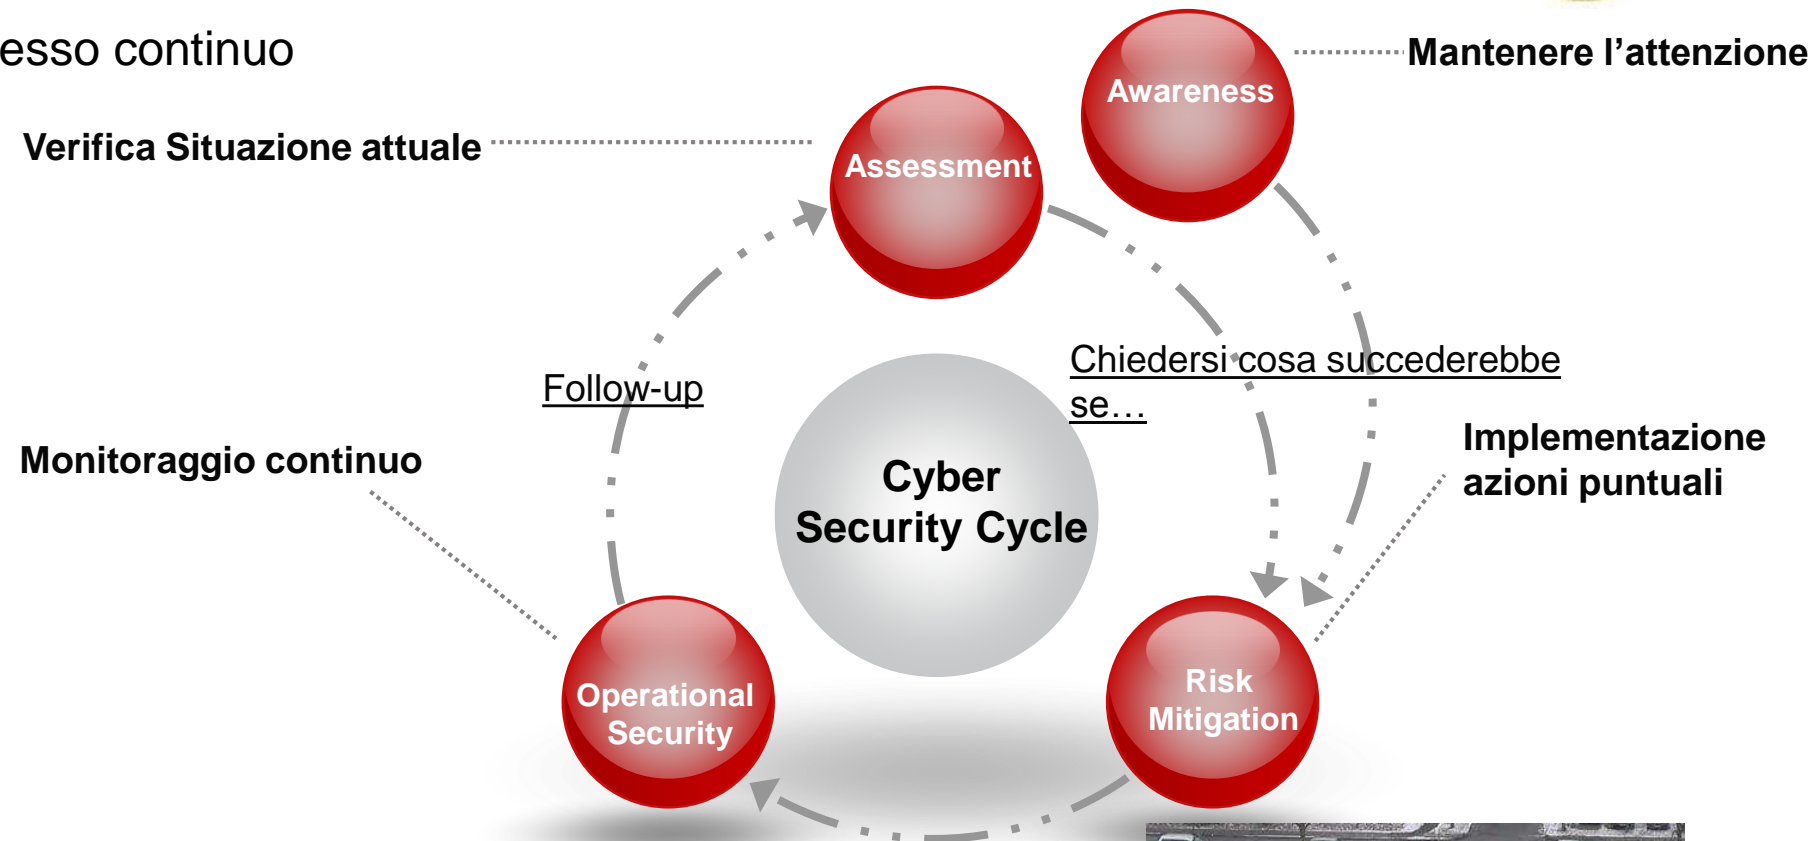 esso continuo
Mantenere l'attenzione
Awareness
Verifica Situazione attuale
Assessment
Chiedersi cosa succederebbe
se…
Follow-up
Implementazione
azioni puntuali
Monitoraggio continuo
Cyber
Security Cycle
Operational
Security
Risk
Mitigation